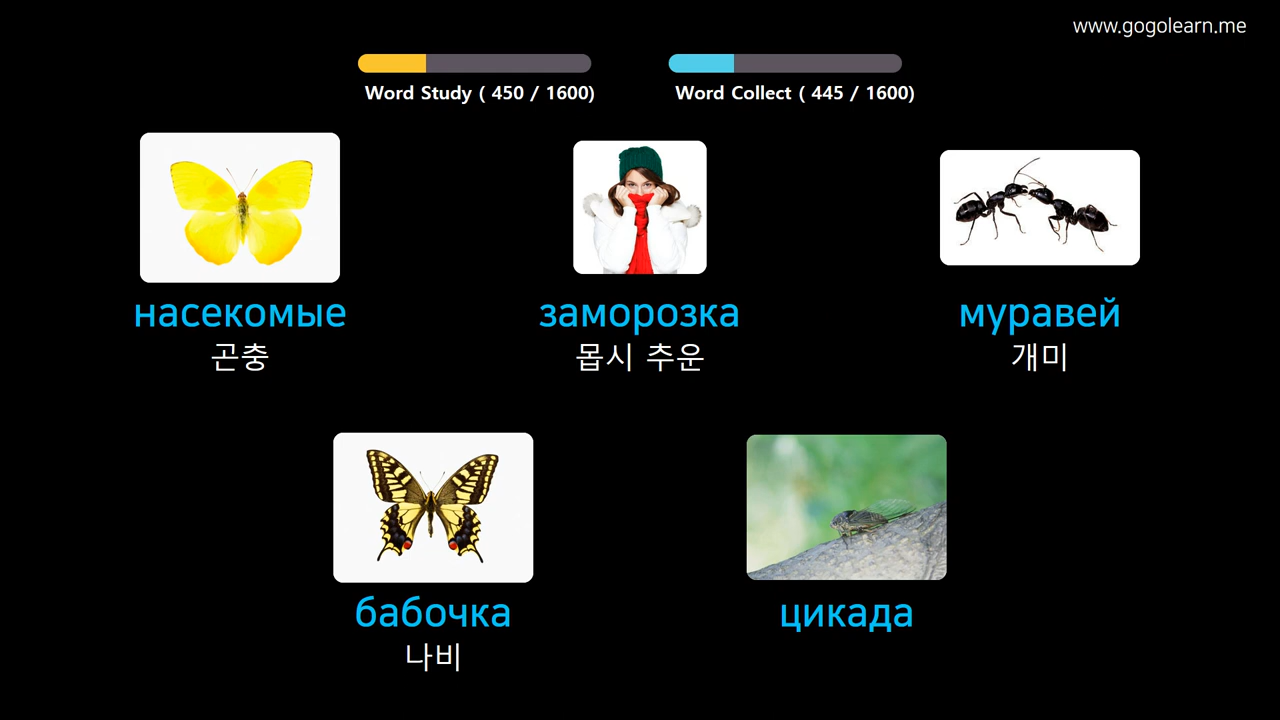 www.gogolearn.me
Word Study ( 450 / 1600)
Word Collect ( 445 / 1600)
насекомые
곤충
заморозка
몹시 추운
муравей
개미
бабочка
나비
цикада